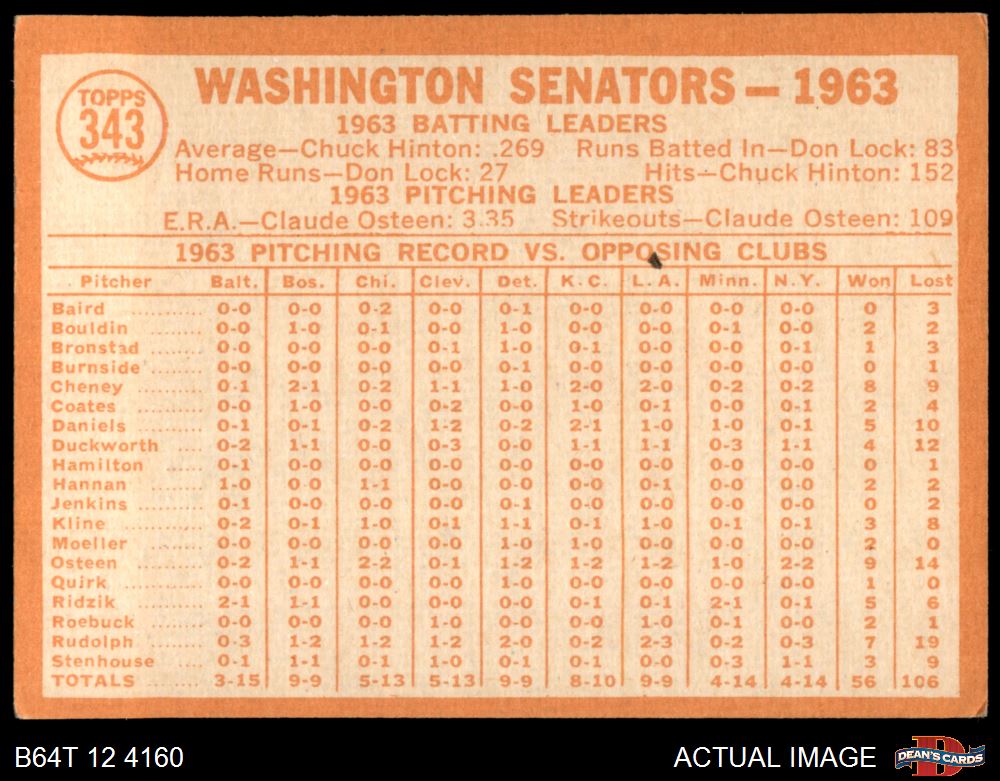 TOPPS
343
WASHINGTON SENATORS — 1963
1963 BATTING LEADERS
Average—Chuck Hinton: .269 Runs Batted In—Don Lock: 83
Home Runs—Don Lock: 27 Hits—Chuck Hinton: 152
1963 PITCHING LEADERS
E.R.A.—Claude Osteen: 3.35 Strikeouts—Claude Osteen: 109
1963 PITCHING RECORD VS. OPPOSING CLUBS
Pitcher Balt. Bos. Chi. Clev. Det. K.C. L.A. Minn. N.Y. Won Lost
Baird .......... 0-0 0-0 0-2 0-0 0-1 0-0 0-0 0-0 0-0 0 3
Bouldin ........ 0-0 1-0 0-1 0-0 1-0 0-0 0-0 0-1 0-0 2 2
Bronstad ....... 0-0 0-0 0-0 0-1 1-0 0-1 0-0 0-0 0-1 1 3
Burnside ....... 0-0 0-0 0-0 0-0 0-1 0-0 0-0 0-0 0-0 0 1
Cheney ......... 0-1 2-1 0-2 1-1 1-0 2-0 2-0 0-2 0-2 8 9
Coates ......... 0-0 1-0 0-0 0-2 0-0 1-0 0-1 0-0 0-1 2 4
Daniels ........ 0-1 0-1 0-2 1-2 0-2 2-1 1-0 1-0 0-1 5 10
Duckworth .... 0-2 1-1 0-0 0-3 0-0 1-1 1-1 0-3 1-1 4 12
Hamilton ...... 0-1 0-0 0-0 0-0 0-0 0-0 0-0 0-0 0-0 0 1
Hannan ........ 1-0 0-0 1-1 0-0 0-0 0-0 0-1 0-0 0-0 2 2
Jenkins ........ 0-1 0-0 0-0 0-0 0-1 0-0 0-0 0-0 0-0 0 2
Kline .......... 0-2 0-1 1-0 0-1 1-1 0-1 1-0 0-1 0-1 3 8
Moeller ........ 0-0 0-0 0-0 0-0 1-0 1-0 0-0 0-0 0-0 2 0
Osteen ......... 0-2 1-1 2-2 0-1 1-2 1-2 1-2 1-0 2-2 9 14
Quirk .......... 0-0 0-0 0-0 0-0 1-0 0-0 0-0 0-0 0-0 1 0
Ridzik ......... 2-1 1-1 0-0 0-0 0-0 0-1 0-1 2-1 0-1 5 6
Roebuck ....... 0-0 0-0 0-0 1-0 0-0 0-0 1-0 0-1 0-0 2 1
Rudolph ........ 0-3 1-2 1-2 1-2 2-0 0-2 2-3 0-2 0-3 7 19
Stenhouse .... 0-1 1-1 0-1 1-0 0-1 0-1 0-0 0-3 1-1 3 9
TOTALS ........ 3-15 9-9 5-13 5-13 9-9 8-10 9-9 4-14 4-14 56 106
B64T 12 4160 ACTUAL IMAGE
DEAN'S CARDS